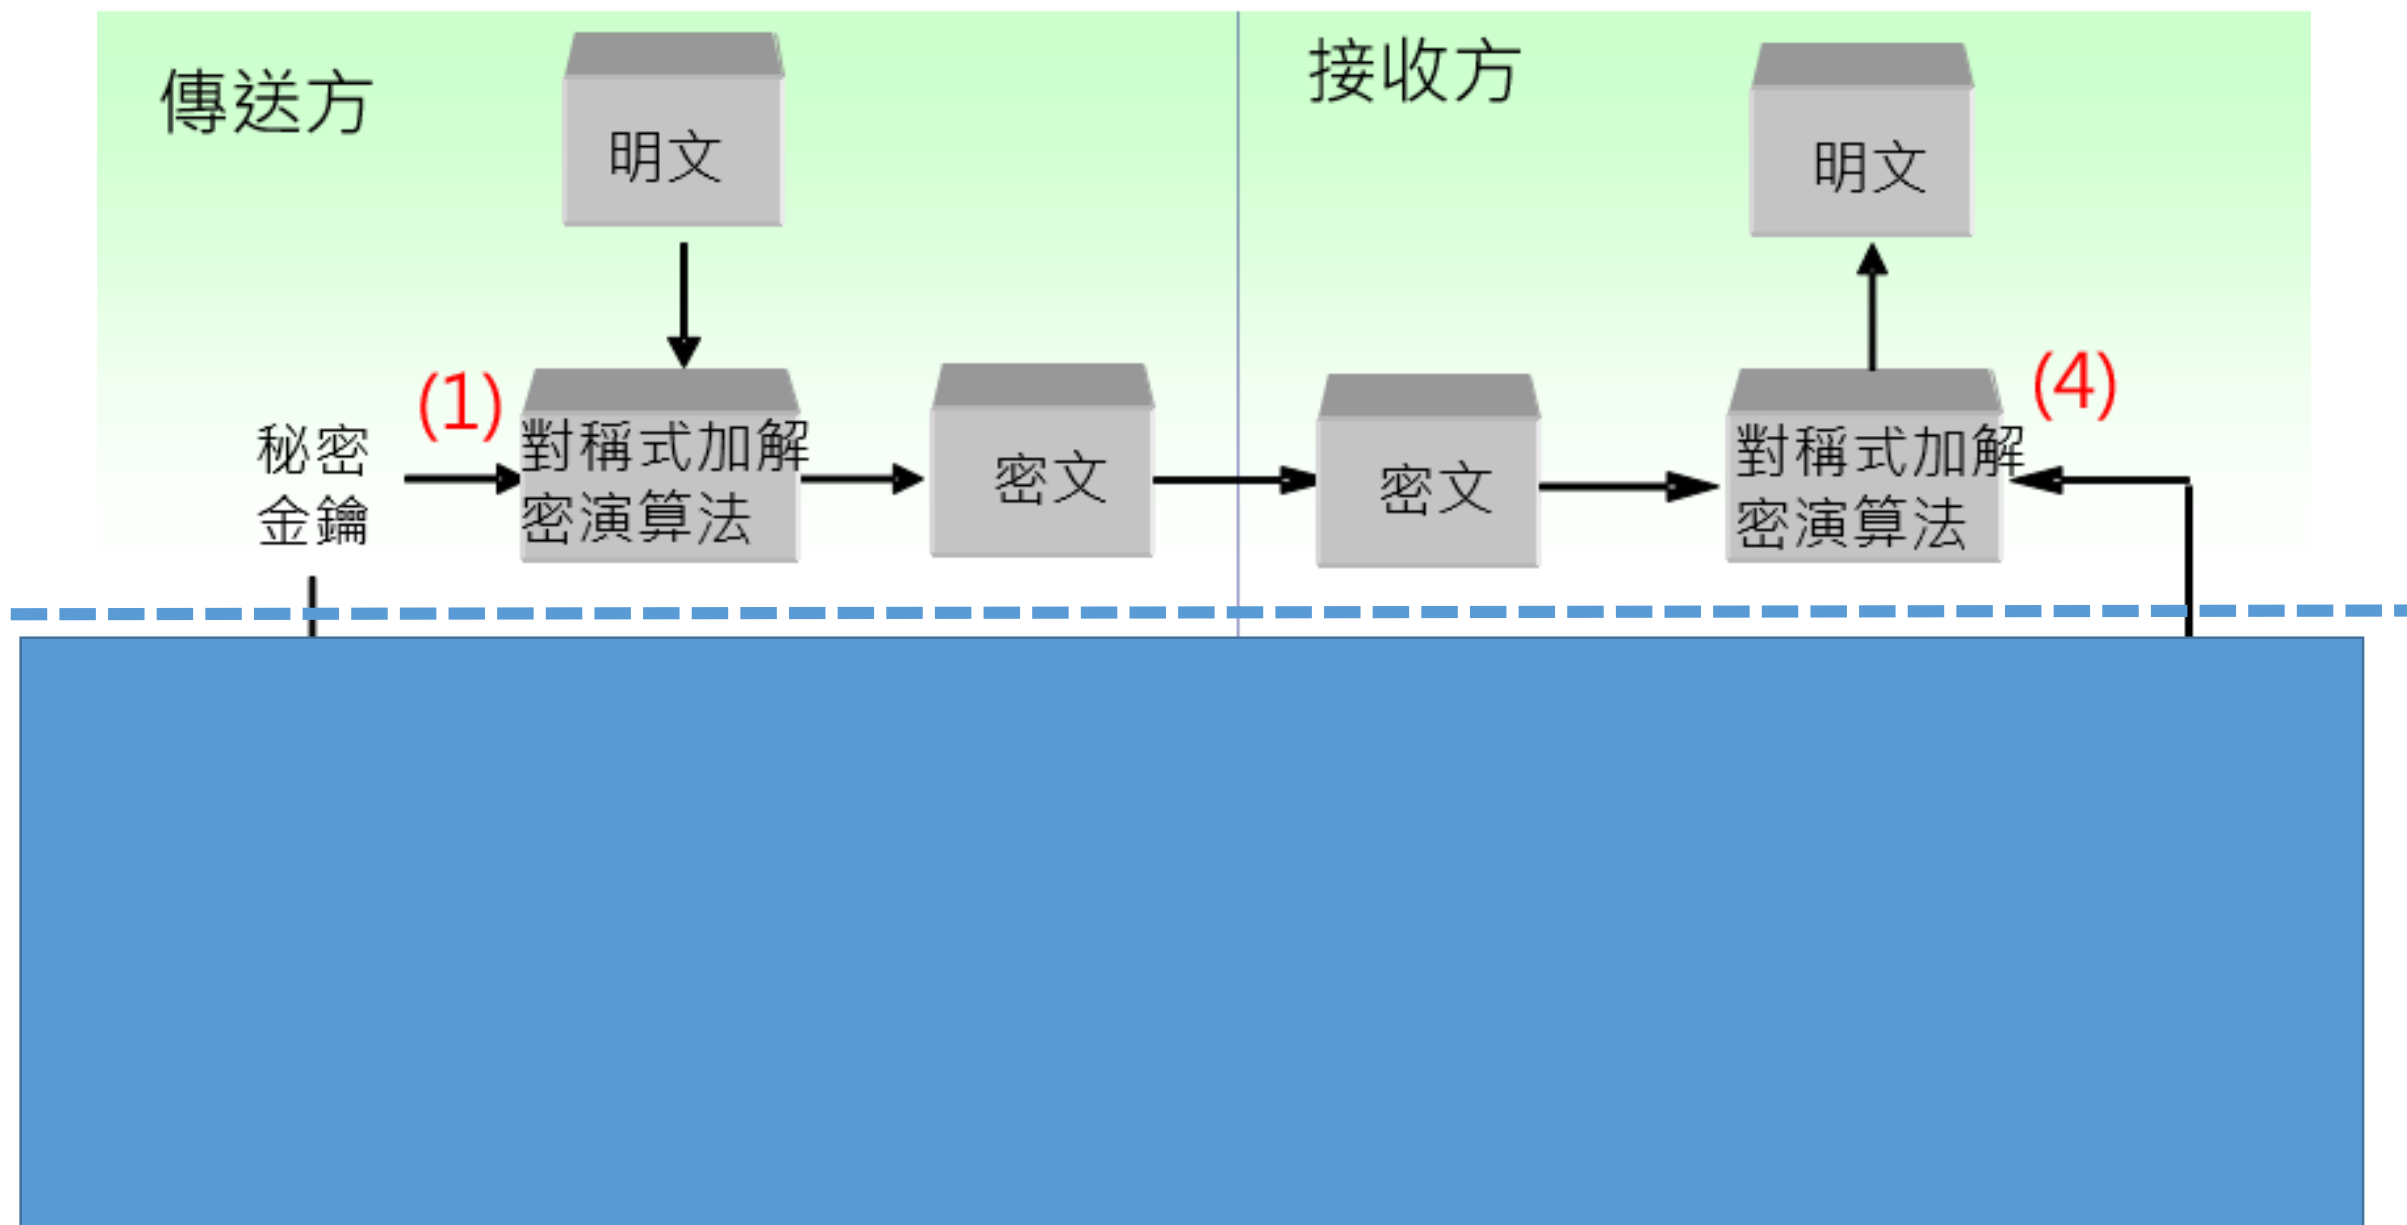 傳送方
明文
接收方
明文
(1)
秘密
金鑰
對稱式加解
密演算法
密文
密文
對稱式加解
密演算法
(4)